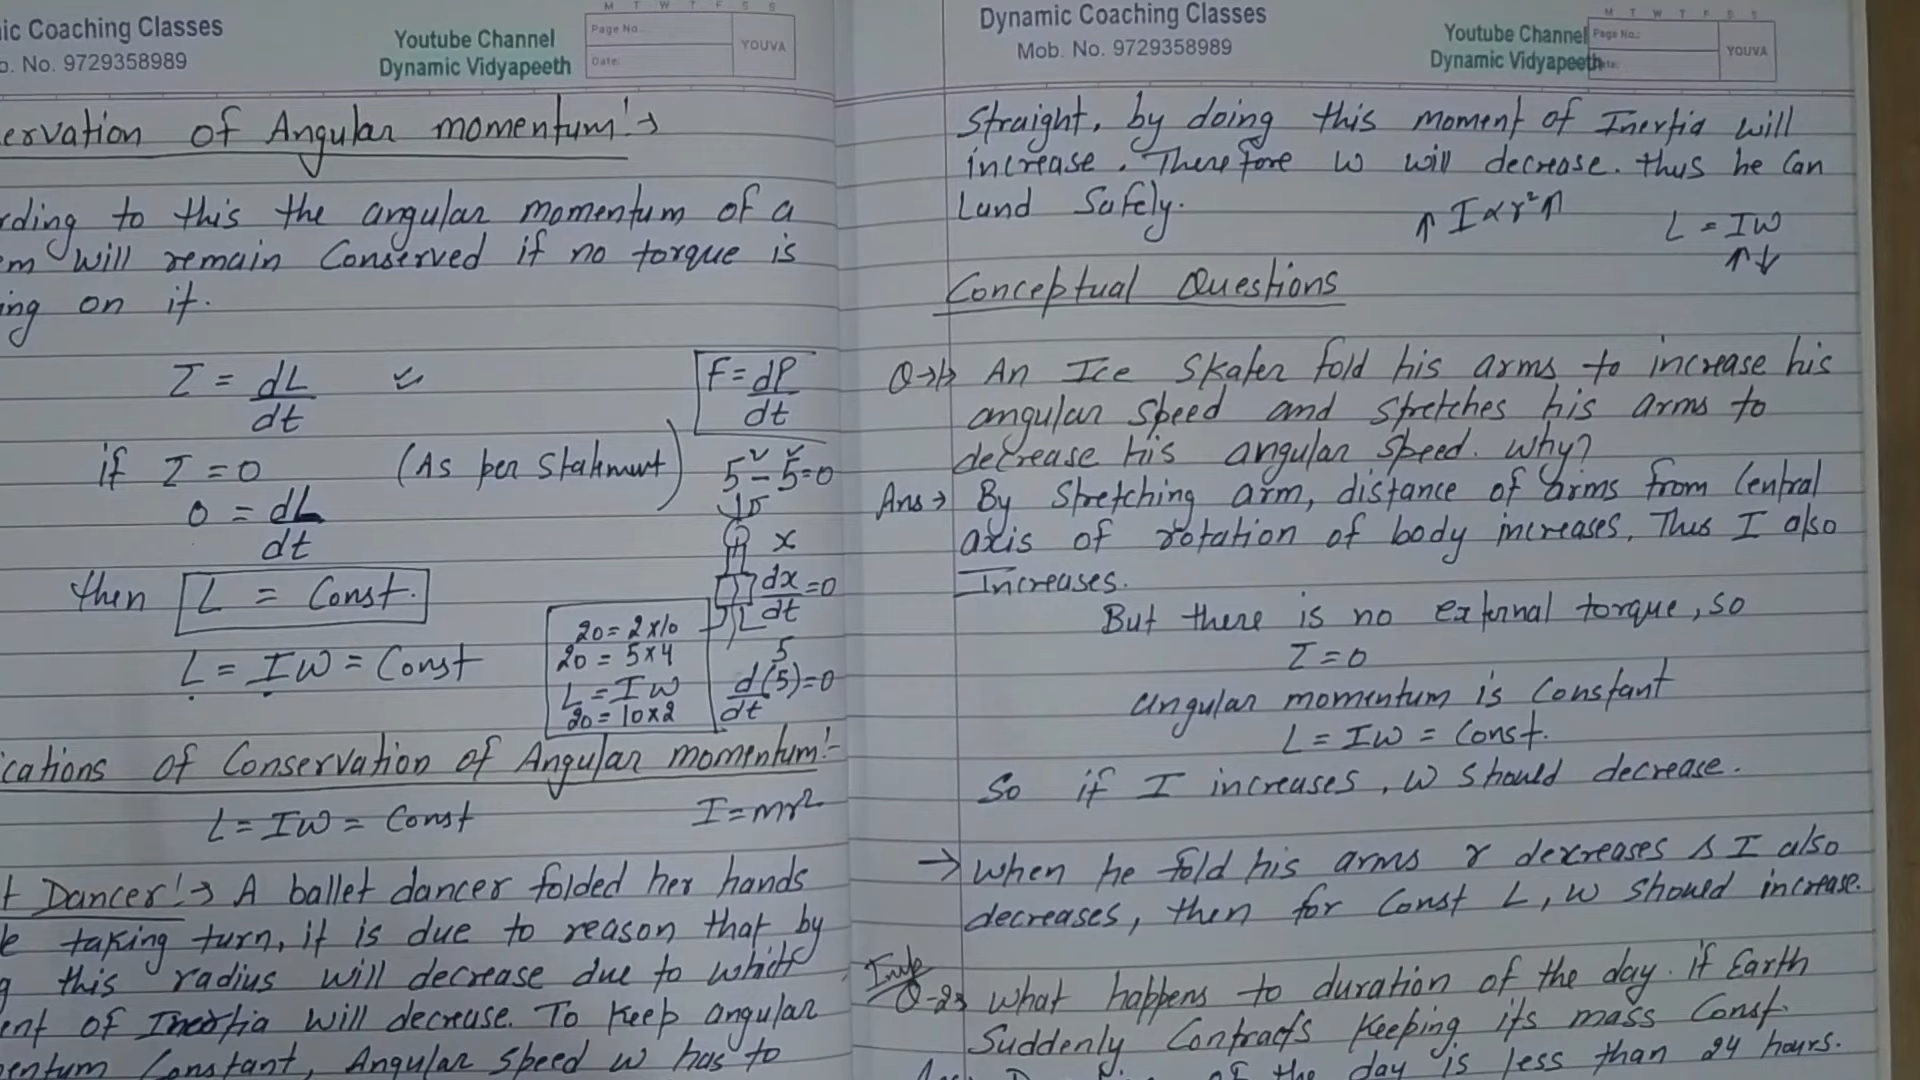 ic Coaching Classes
o. No. 9729358989
Youtube Channel
Dynamic Vidyapeeth
M T W T F S S
Page No.:
Date:
YOUVA
ervation of Angular momentum:→
rding to this the angular momentum of a
m will remain Conserved if no torque is
ing on it.
τ = dL/dt
F = dP/dt
if τ = 0 (As per Statement)
5 - 5 = 0
0 = dL/dt
x
dx/dt = 0
then L = Const.
20 = 2×10
20 = 5×4
L = Iω
20 = 10×2
5
d(5)/dt = 0
L = Iω = Const
ications of Conservation of Angular momentum:-
L = Iω = Const I = mr²
t Dancer:→ A ballet dancer folded her hands
e taking turn, it is due to reason that by
g this radius will decrease due to which
ent of Inertia will decrease. To keep angular
entum Constant, Angular speed ω has to
Dynamic Coaching Classes
Mob. No. 9729358989
Youtube Channel
Dynamic Vidyapeeth
M T W T F S S
Page No.:
YOUVA
Straight, by doing this moment of Inertia will
increase. Therefore ω will decrease. thus he Can
Land Safely.
↑ I ∝ r² ↑
L = Iω
↑↓
Conceptual Questions
Q→1> An Ice Skater fold his arms to increase his
angular speed and stretches his arms to
decrease his angular speed. Why?
Ans → By Stretching arm, distance of arms from Central
axis of rotation of body increases. Thus I also
Increases.
But there is no external torque, so
τ = 0
angular momentum is Constant
L = Iω = Const.
So if I increases, ω should decrease.
→ When he fold his arms r decreases & I also
decreases, then for Const L, ω should increase.
Imp
Q-2> What happens to duration of the day. if Earth
Suddenly Contracts Keeping its mass Const.
of the day is less than 24 hours.